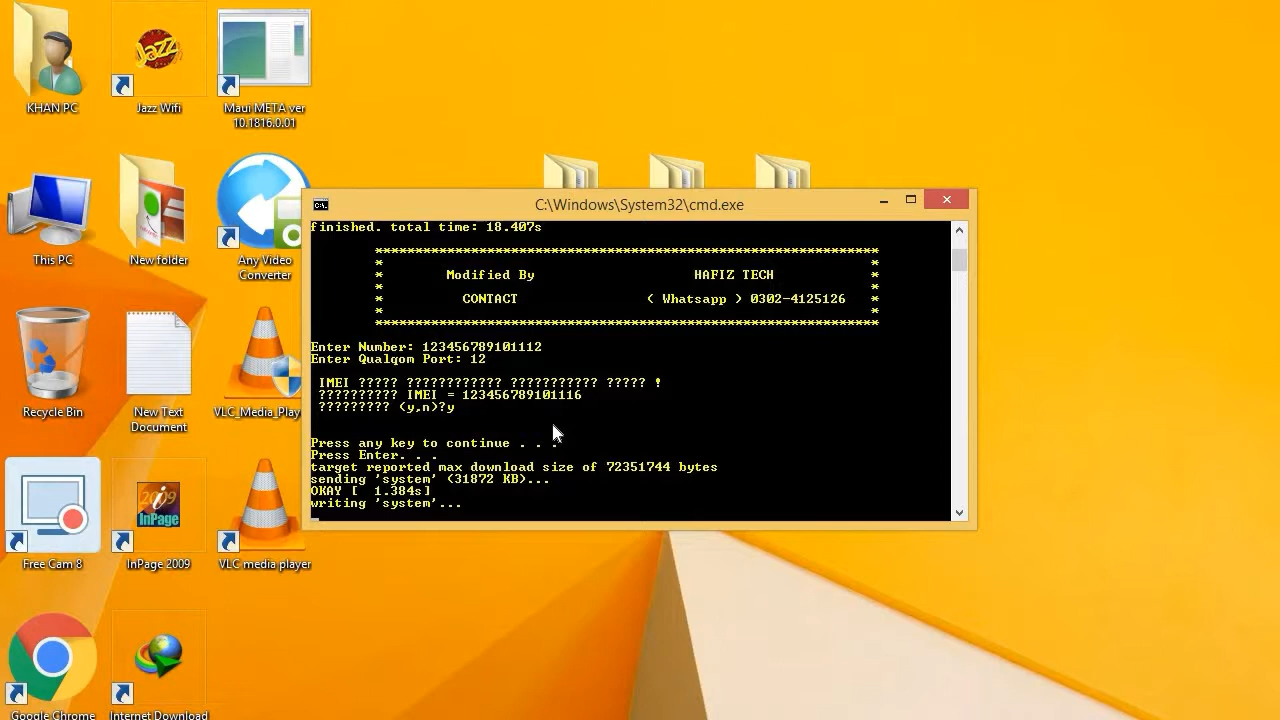 KHAN PC
Jazz
Jazz Wifi
Maui META ver
10.1816.0.01
This PC
New folder
Any Video
Converter
Recycle Bin
New Text
Document
VLC_Media_Play
Free Cam 8
2009
InPage
InPage 2009
VLC media player
Google Chrome
Internet Download
C:\Windows\System32\cmd.exe
finished. total time: 18.407s
*******************************************************************
* *
* Modified By HAFIZ TECH *
* *
* CONTACT ( Whatsapp ) 0302-4125126 *
* *
*******************************************************************
Enter Number: 123456789101112
Enter Qualqom Port: 12
IMEI ????? ???????????? ??????????? ????? !
?????????? IMEI = 123456789101116
????????? (y,n)?y
Press any key to continue . . .
Press Enter. . .
target reported max download size of 72351744 bytes
sending 'system' (31872 KB)...
OKAY [  1.384s]
writing 'system'...